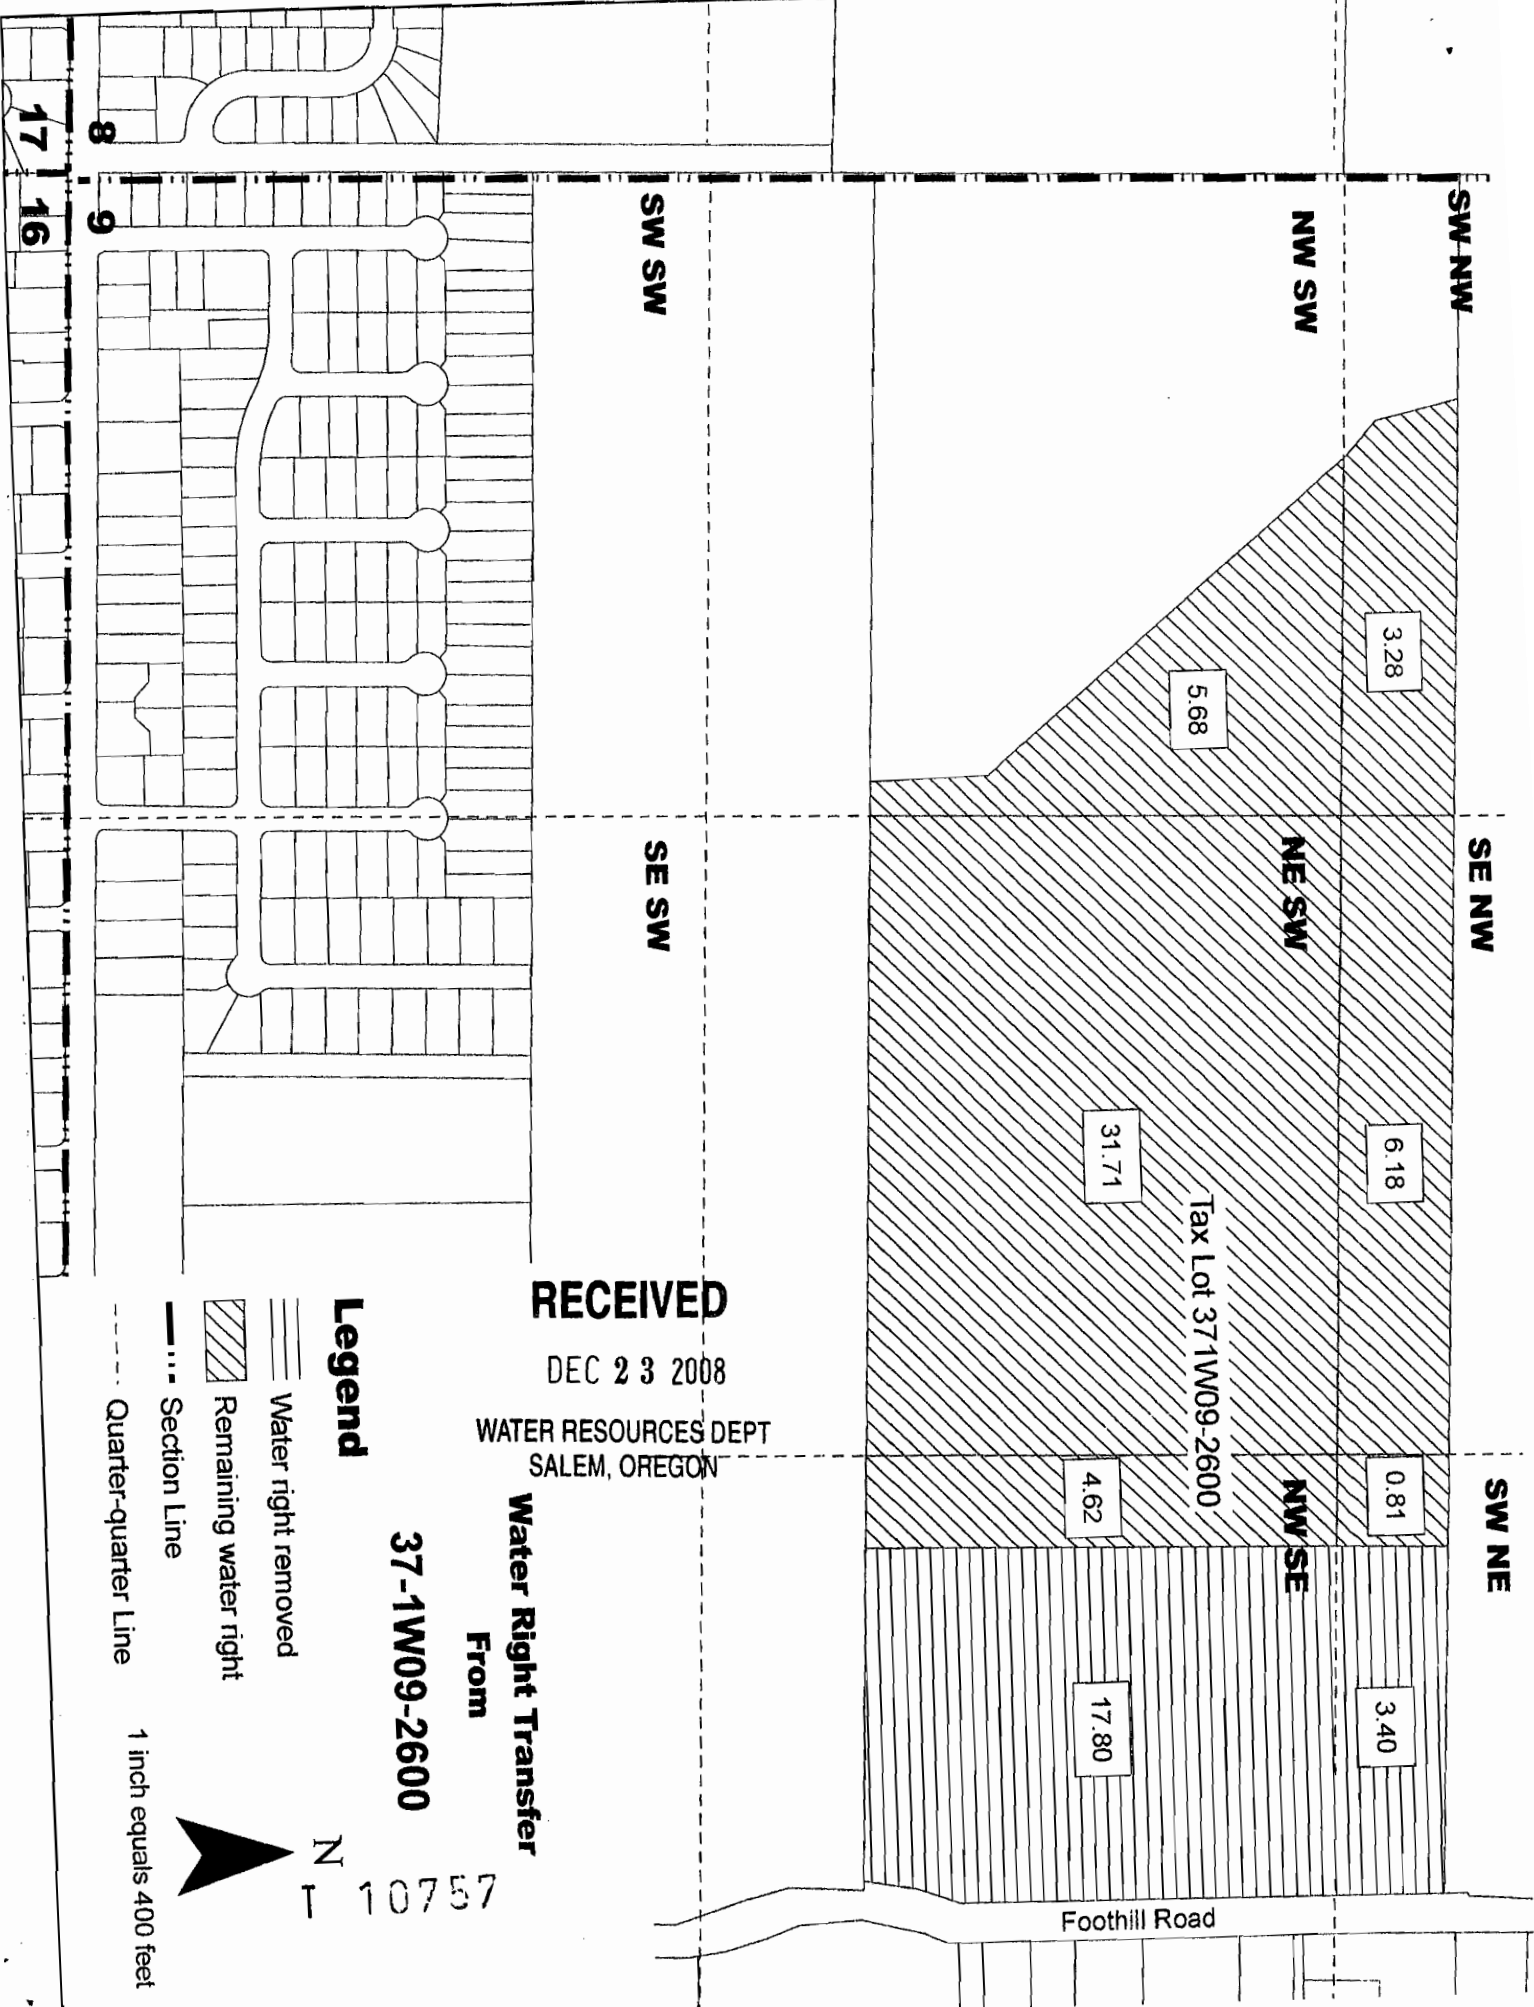 SW NW
SE NW
SW NE
3.28
6.18
0.81
3.40
NW SW
NE SW
NW SE
5.68
31.71
Tax Lot 371W09-2600
4.62
17.80
Foothill Road
SW SW
SE SW
8
9
17
16
RECEIVED
DEC 23 2008
WATER RESOURCES DEPT
SALEM, OREGON
Water Right Transfer
From
37-1W09-2600
Legend
Water right removed
Remaining water right
Section Line
Quarter-quarter Line
N
T 10757
1 inch equals 400 feet